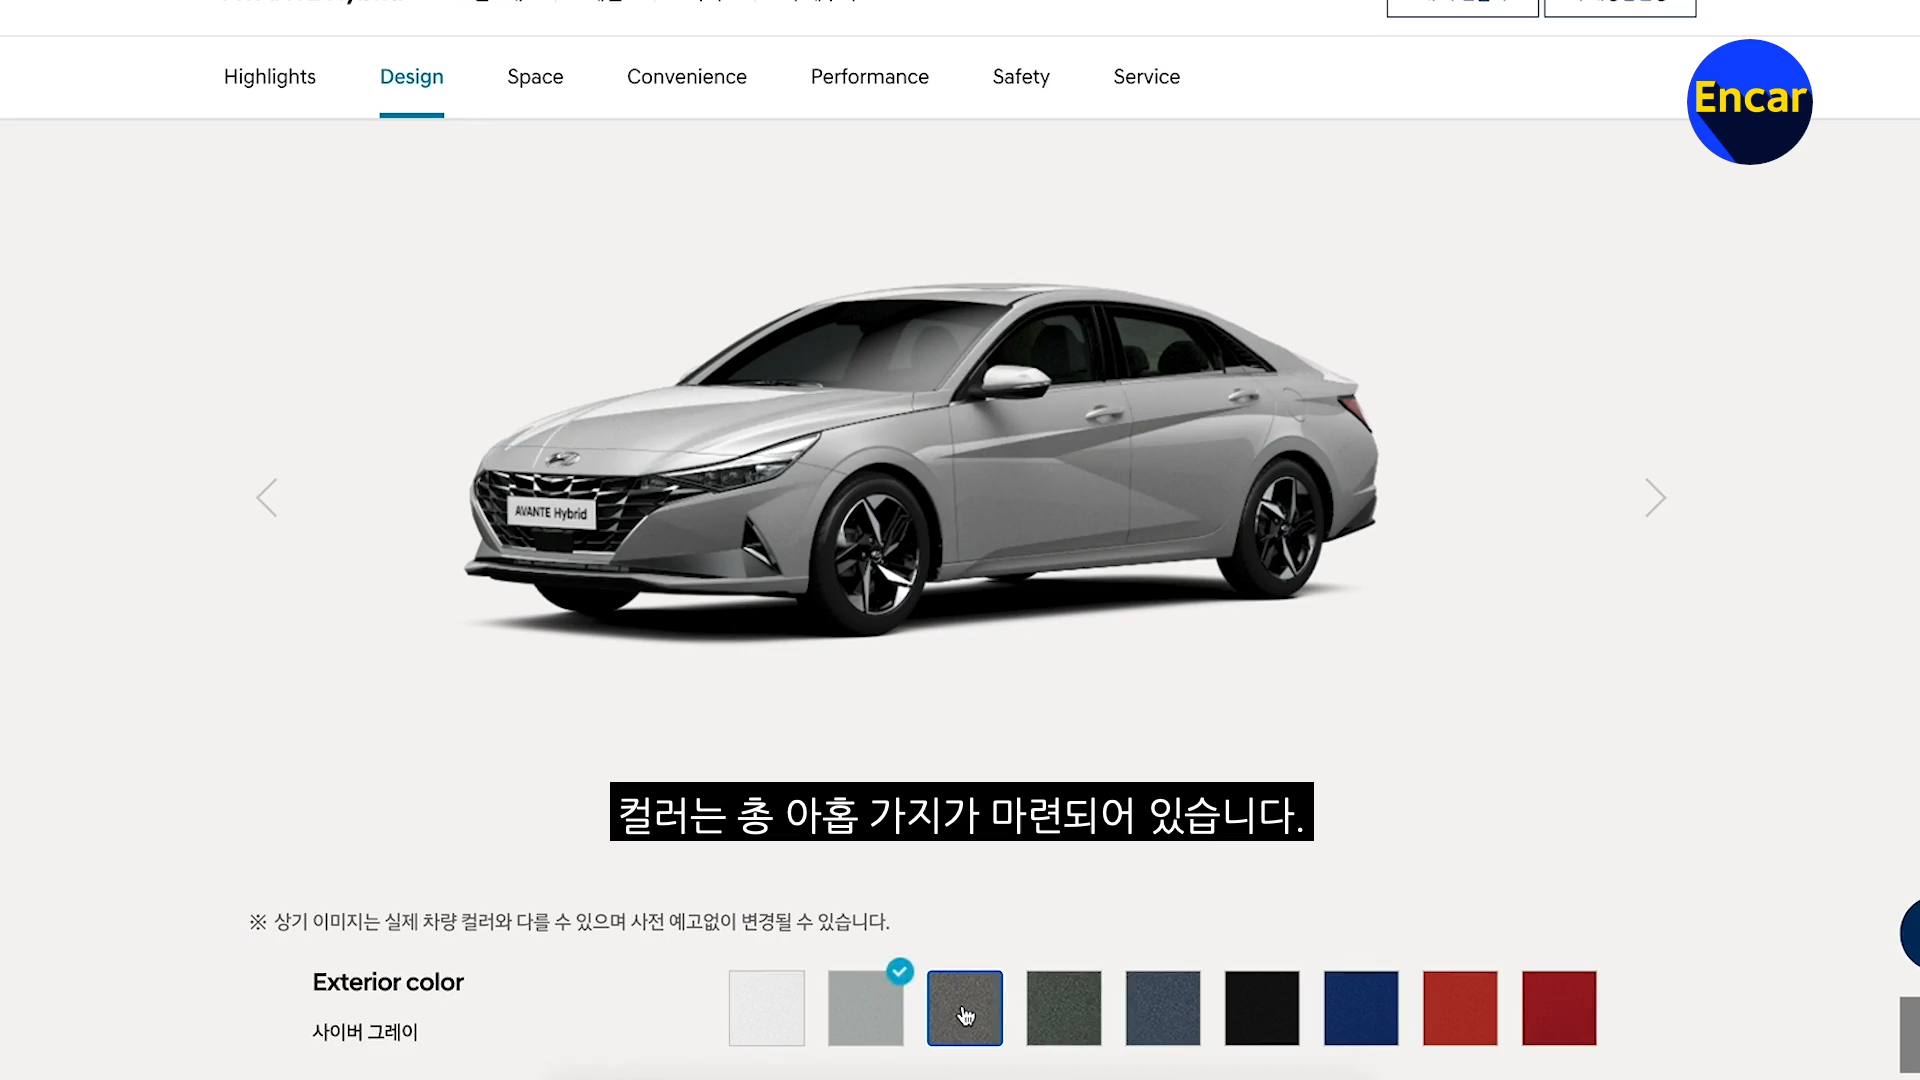 Highlights
Design
Space
Convenience
Performance
Safety
Service
Encar
AVANTE Hybrid
컬러는 총 아홉 가지가 마련되어 있습니다.
※ 상기 이미지는 실제 차량 컬러와 다를 수 있으며 사전 예고없이 변경될 수 있습니다.
Exterior color
사이버 그레이